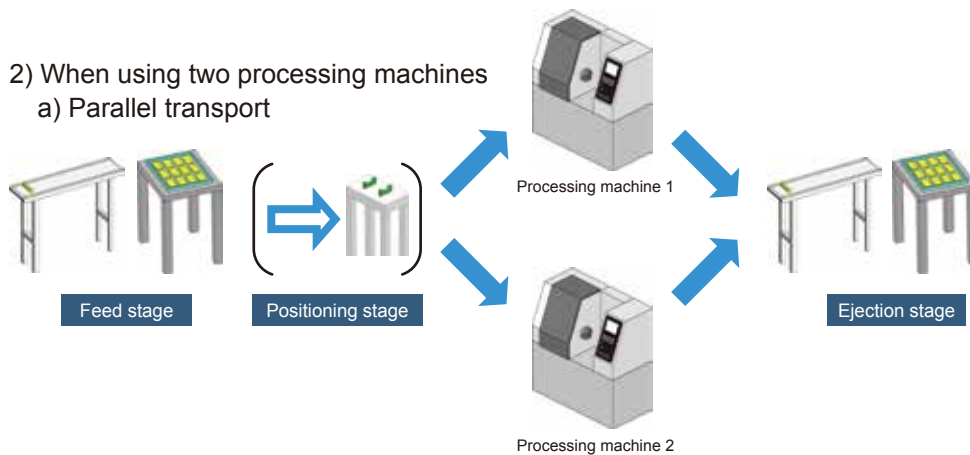 2) When using two processing machines
a) Parallel transport
Processing machine 1
Feed stage
Positioning stage
Ejection stage
Processing machine 2